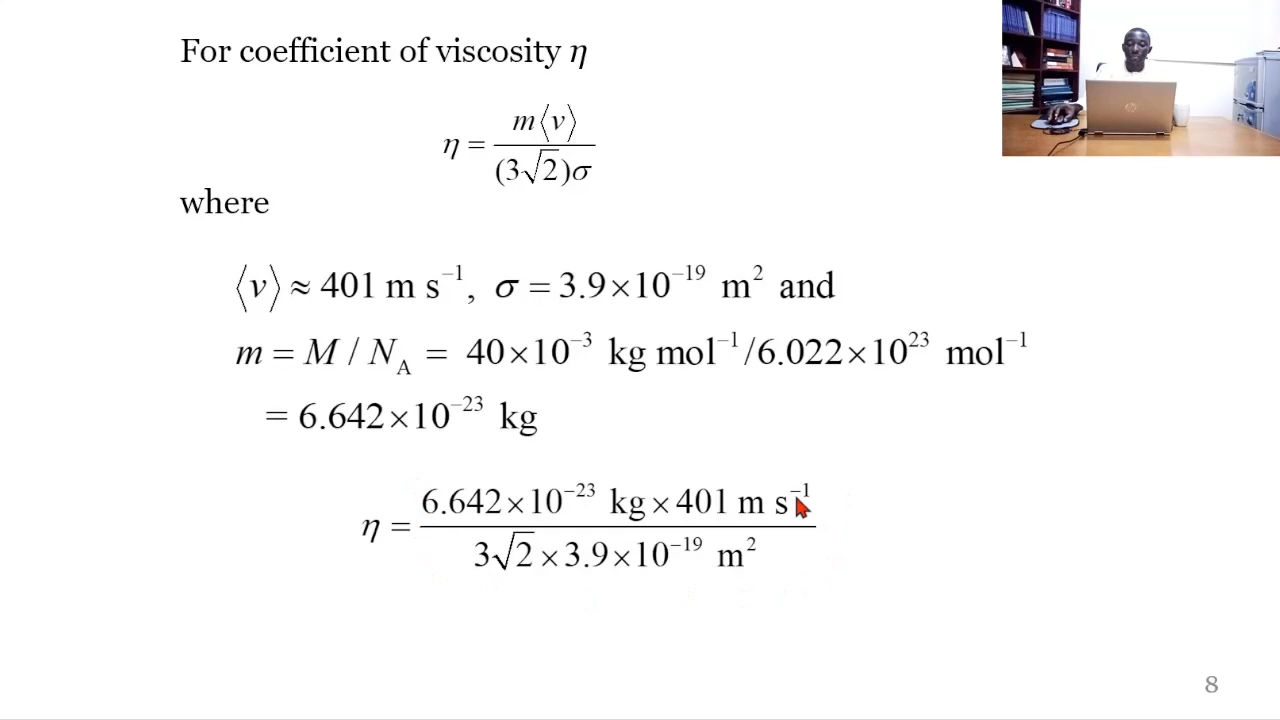 For coefficient of viscosity η
η = m⟨v⟩ / (3√2)σ
where
⟨v⟩ ≈ 401 m s⁻¹, σ = 3.9×10⁻¹⁹ m² and
m = M / N_A = 40×10⁻³ kg mol⁻¹/6.022×10²³ mol⁻¹
= 6.642×10⁻²³ kg
η = 6.642×10⁻²³ kg × 401 m s⁻¹ / 3√2 × 3.9×10⁻¹⁹ m²
8